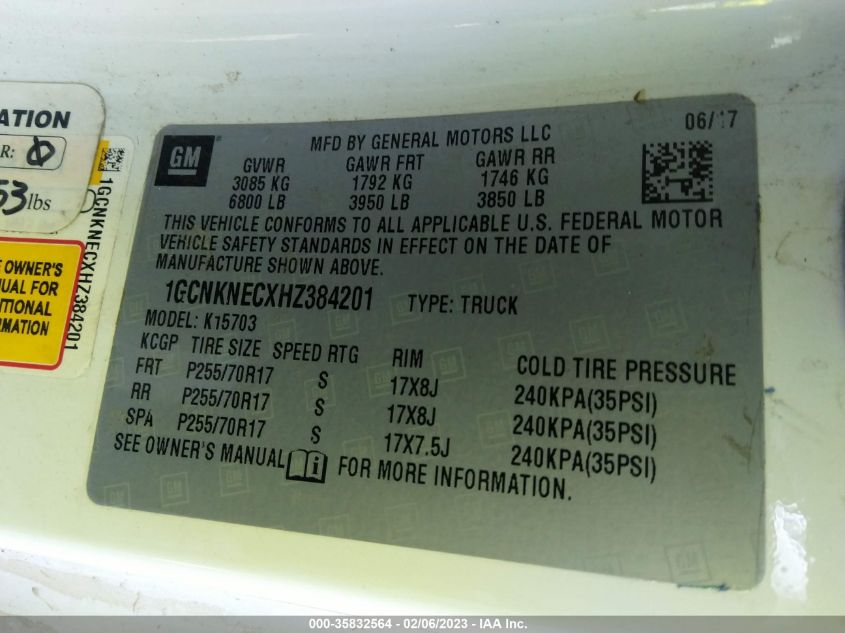 ATION
R: 0
53 lbs
E OWNER'S
UAL FOR
ITIONAL
RMATION
1GCNKNECXHZ384201
GM
MFD BY GENERAL MOTORS LLC
06/17
GVWR GAWR FRT GAWR RR
3085 KG 1792 KG 1746 KG
6800 LB 3950 LB 3850 LB
THIS VEHICLE CONFORMS TO ALL APPLICABLE U.S. FEDERAL MOTOR
VEHICLE SAFETY STANDARDS IN EFFECT ON THE DATE OF
MANUFACTURE SHOWN ABOVE.
1GCNKNECXHZ384201 TYPE: TRUCK
MODEL: K15703
KCGP TIRE SIZE SPEED RTG RIM COLD TIRE PRESSURE
FRT P255/70R17 S 17X8J 240KPA(35PSI)
RR P255/70R17 S 17X8J 240KPA(35PSI)
SPA P255/70R17 S 17X7.5J 240KPA(35PSI)
SEE OWNER'S MANUAL FOR MORE INFORMATION.
000-35832564 - 02/06/2023 - IAA Inc.